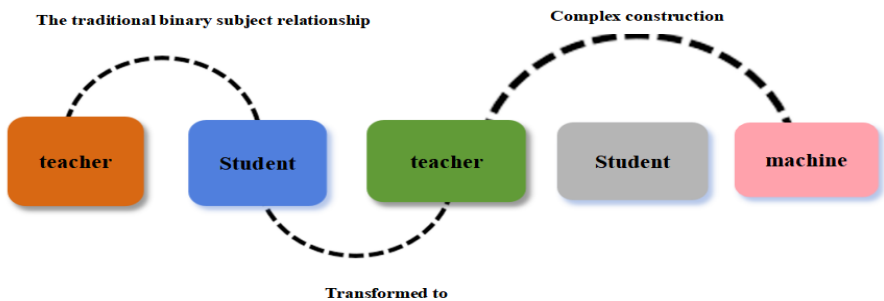 The traditional binary subject relationship
Complex construction
teacher
Student
teacher
Student
machine
Transformed to